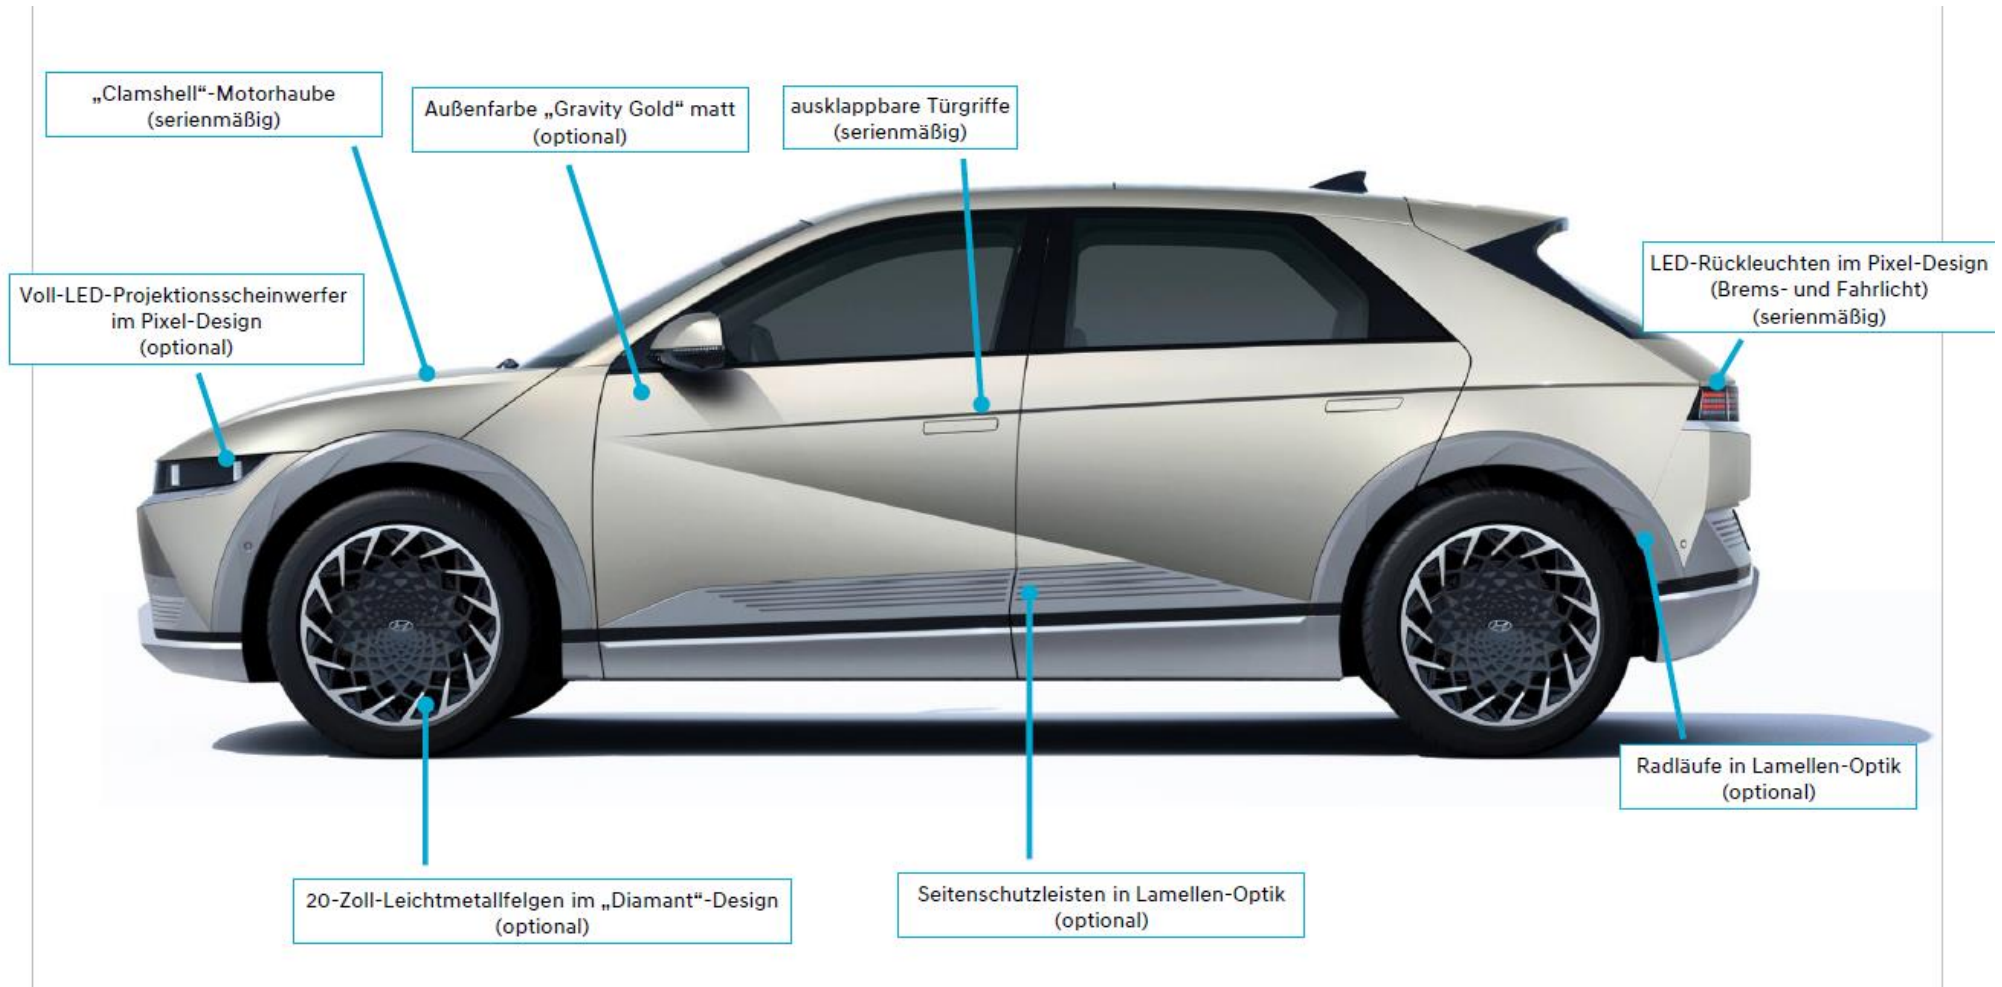 „Clamshell“-Motorhaube
(serienmäßig)
Außenfarbe „Gravity Gold“ matt
(optional)
ausklappbare Türgriffe
(serienmäßig)
LED-Rückleuchten im Pixel-Design
(Brems- und Fahrlicht)
(serienmäßig)
Voll-LED-Projektionsscheinwerfer
im Pixel-Design
(optional)
Radläufe in Lamellen-Optik
(optional)
20-Zoll-Leichtmetallfelgen im „Diamant“-Design
(optional)
Seitenschutzleisten in Lamellen-Optik
(optional)